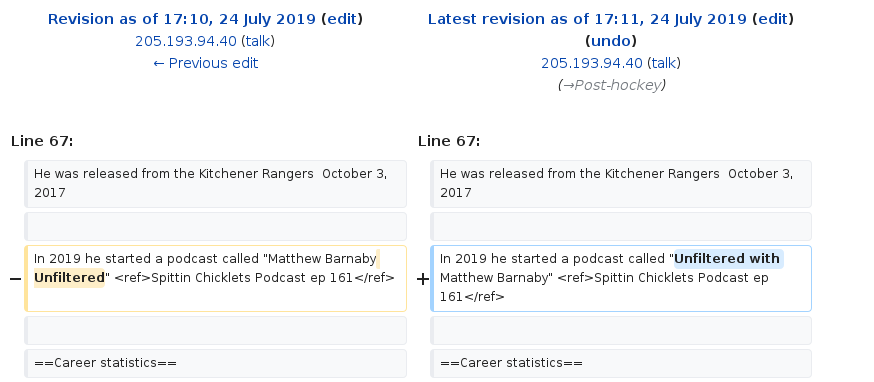 Revision as of 17:10, 24 July 2019 (edit)
205.193.94.40 (talk)
← Previous edit
Latest revision as of 17:11, 24 July 2019 (edit)
(undo)
205.193.94.40 (talk)
(→Post-hockey)
Line 67:
Line 67:
He was released from the Kitchener Rangers  October 3,
2017
He was released from the Kitchener Rangers  October 3,
2017
− In 2019 he started a podcast called "Matthew Barnaby
Unfiltered" <ref>Spittin Chicklets Podcast ep 161</ref>
+ In 2019 he started a podcast called "Unfiltered with
Matthew Barnaby" <ref>Spittin Chicklets Podcast ep
161</ref>
==Career statistics==
==Career statistics==